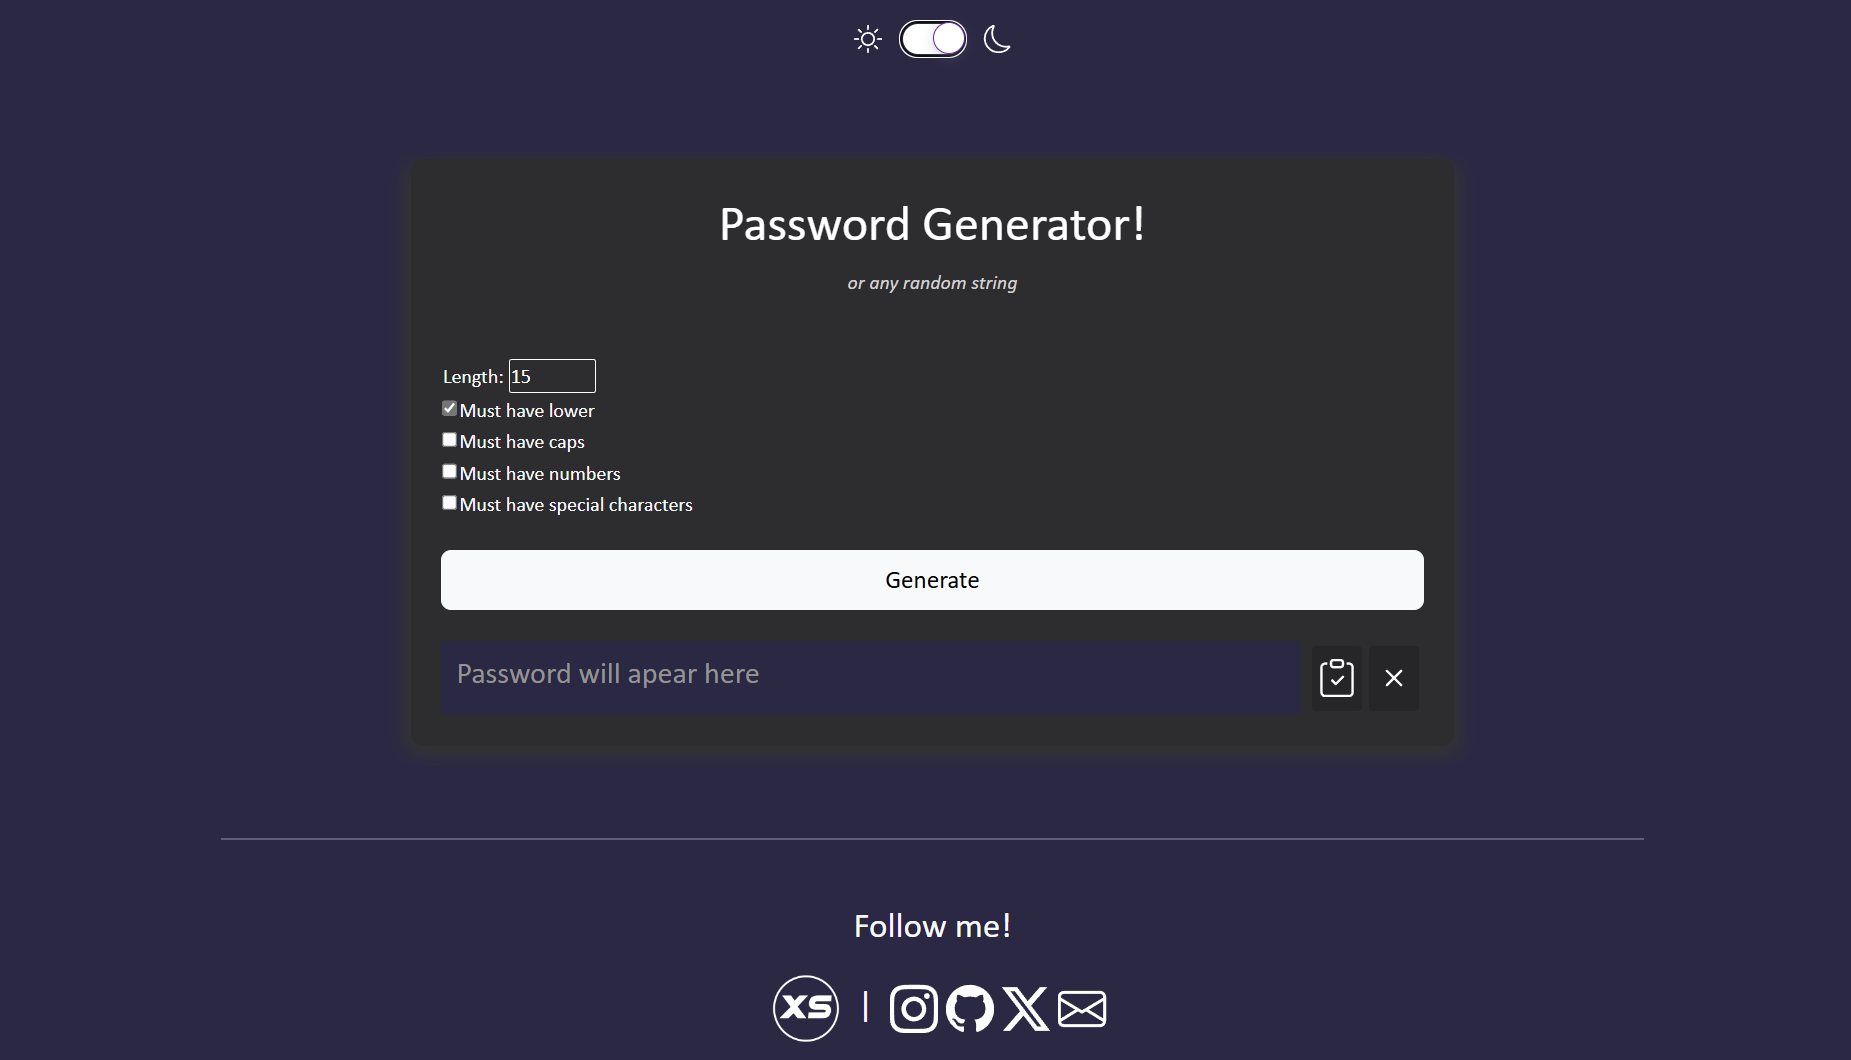 Password Generator!
or any random string
Length: 15
Must have lower
Must have caps
Must have numbers
Must have special characters
Generate
Password will apear here
Follow me!
XS |